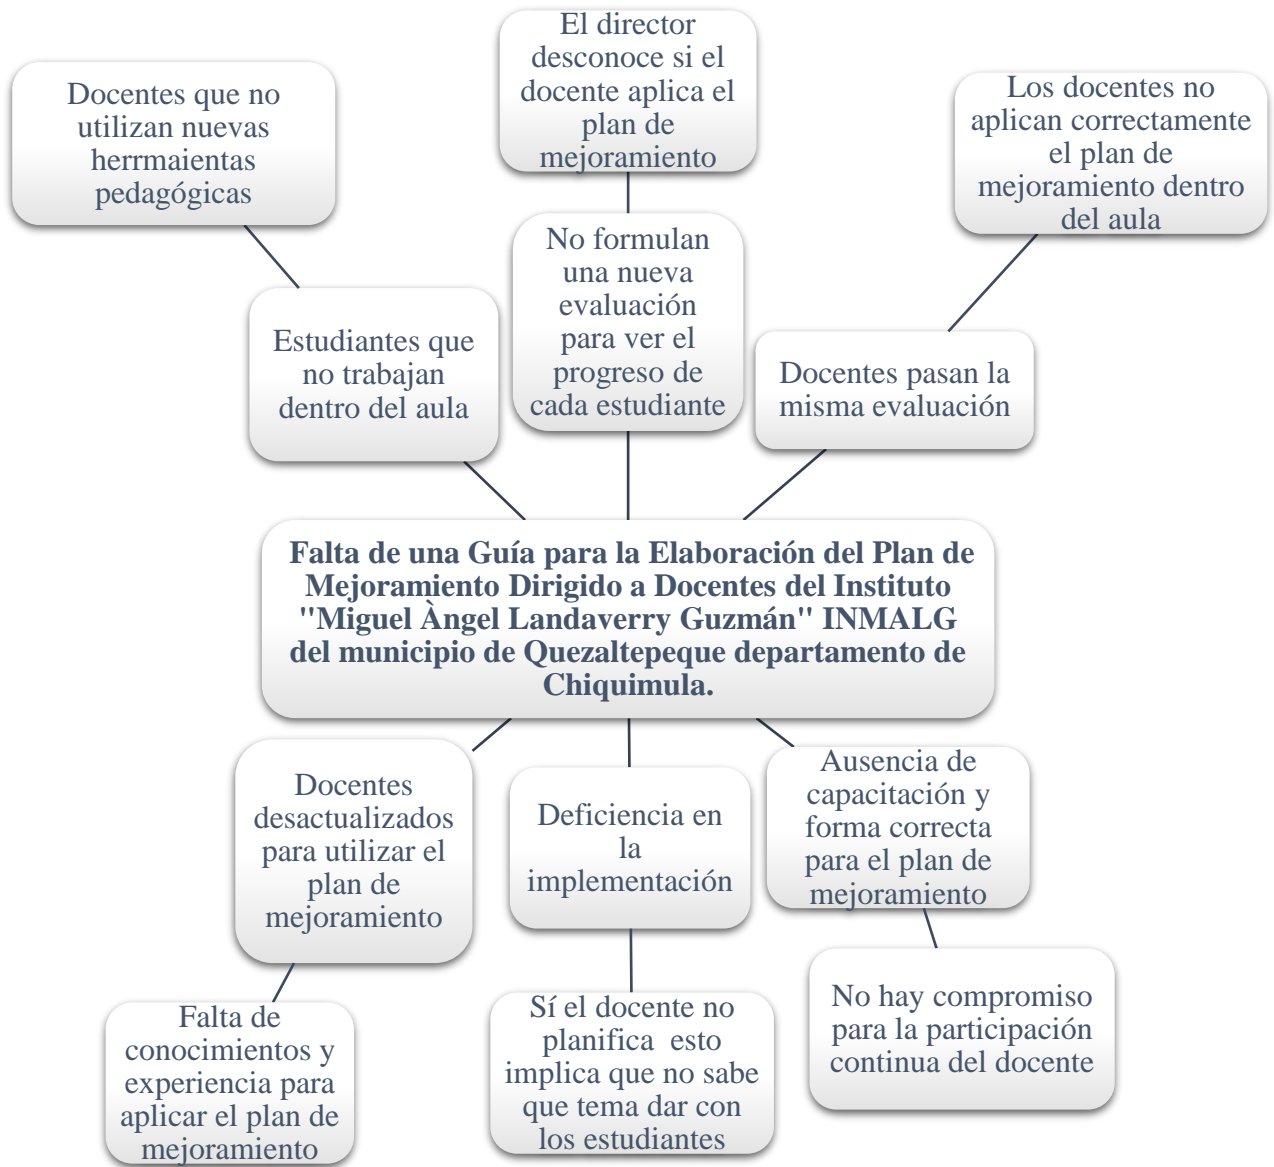 El director
desconoce si el
docente aplica el
plan de
mejoramiento
Docentes que no
utilizan nuevas
herrmaientas
pedagógicas
Los docentes no
aplican correctamente
el plan de
mejoramiento dentro
del aula
No formulan
una nueva
evaluación
para ver el
progreso de
cada estudiante
Estudiantes que
no trabajan
dentro del aula
Docentes pasan la
misma evaluación
Falta de una Guía para la Elaboración del Plan de
Mejoramiento Dirigido a Docentes del Instituto
"Miguel Àngel Landaverry Guzmán" INMALG
del municipio de Quezaltepeque departamento de
Chiquimula.
Docentes
desactualizados
para utilizar el
plan de
mejoramiento
Deficiencia en
la
implementación
Ausencia de
capacitación y
forma correcta
para el plan de
mejoramiento
Falta de
conocimientos y
experiencia para
aplicar el plan de
mejoramiento
Sí el docente no
planifica  esto
implica que no sabe
que tema dar con
los estudiantes
No hay compromiso
para la participación
continua del docente